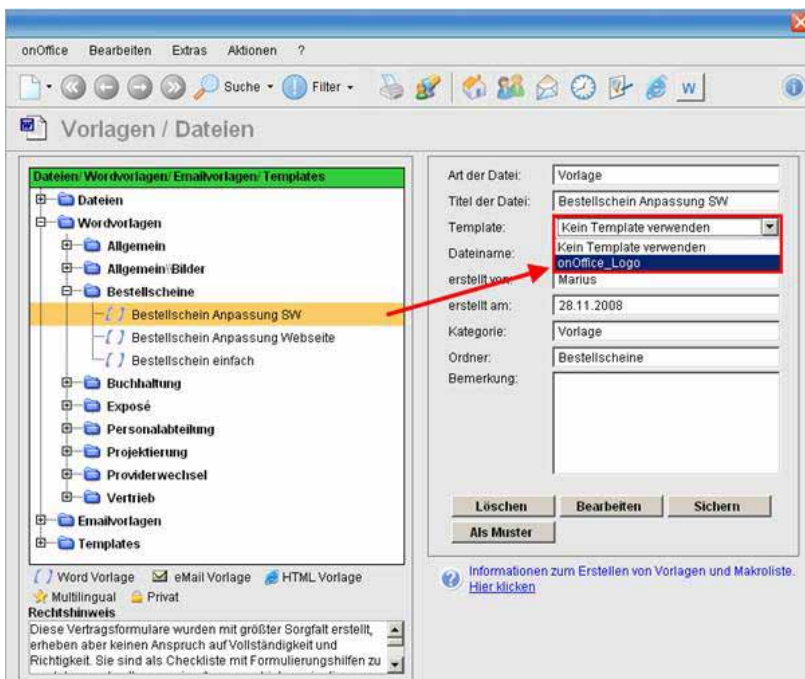 onOffice Bearbeiten Extras Aktionen ?
Suche Filter W
Vorlagen / Dateien
Dateien/Wordvorlagen/Emailvorlagen/Templates
Dateien
Wordvorlagen
Allgemein
Allgemein\Bilder
Bestellscheine
Bestellschein Anpassung SW
Bestellschein Anpassung Webseite
Bestellschein einfach
Buchhaltung
Exposé
Personalabteilung
Projektierung
Providerwechsel
Vertrieb
Emailvorlagen
Templates
Word Vorlage eMail Vorlage HTML Vorlage
Multilingual Privat
Rechtshinweis
Diese Vertragsformulare wurden mit größter Sorgfalt erstellt,
erheben aber keinen Anspruch auf Vollständigkeit und
Richtigkeit. Sie sind als Checkliste mit Formulierungshilfen zu
Art der Datei: Vorlage
Titel der Datei: Bestellschein Anpassung SW
Template: Kein Template verwenden
Kein Template verwenden
Dateiname: onOffice_Logo
erstellt von: Marius
erstellt am: 28.11.2008
Kategorie: Vorlage
Ordner: Bestellscheine
Bemerkung:
Löschen Bearbeiten Sichern
Als Muster
Informationen zum Erstellen von Vorlagen und Makroliste.
Hier klicken